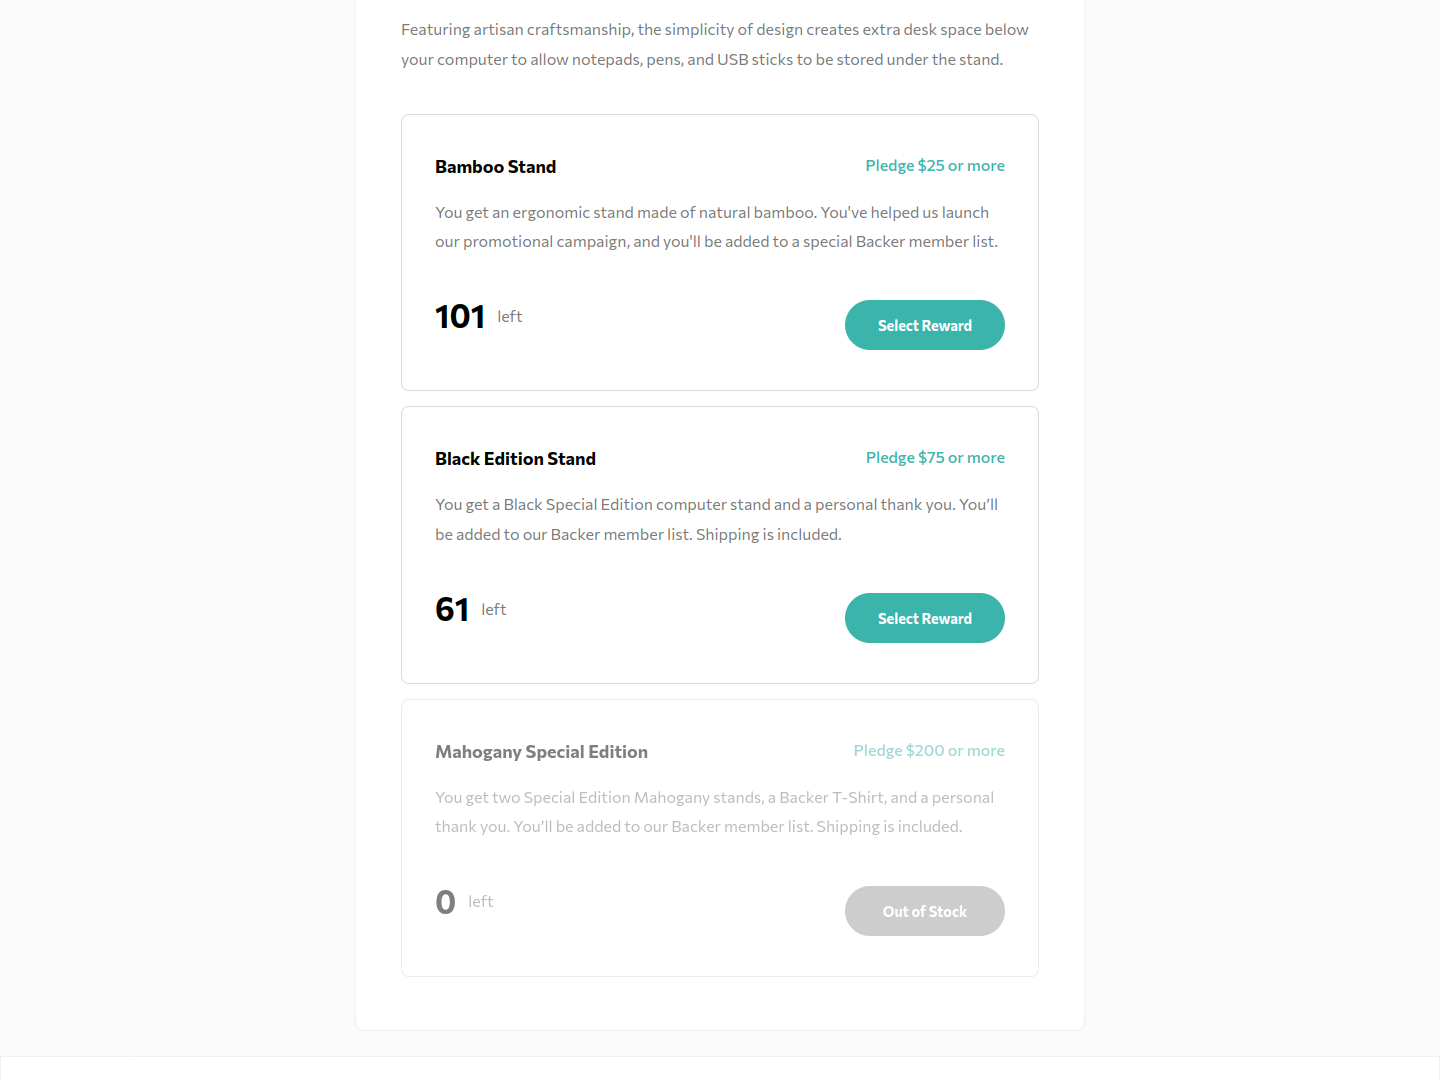 Featuring artisan craftsmanship, the simplicity of design creates extra desk space below
your computer to allow notepads, pens, and USB sticks to be stored under the stand.
Bamboo Stand
Pledge $25 or more
You get an ergonomic stand made of natural bamboo. You've helped us launch
our promotional campaign, and you'll be added to a special Backer member list.
101 left
Select Reward
Black Edition Stand
Pledge $75 or more
You get a Black Special Edition computer stand and a personal thank you. You’ll
be added to our Backer member list. Shipping is included.
61 left
Select Reward
Mahogany Special Edition
Pledge $200 or more
You get two Special Edition Mahogany stands, a Backer T-Shirt, and a personal
thank you. You’ll be added to our Backer member list. Shipping is included.
0 left
Out of Stock